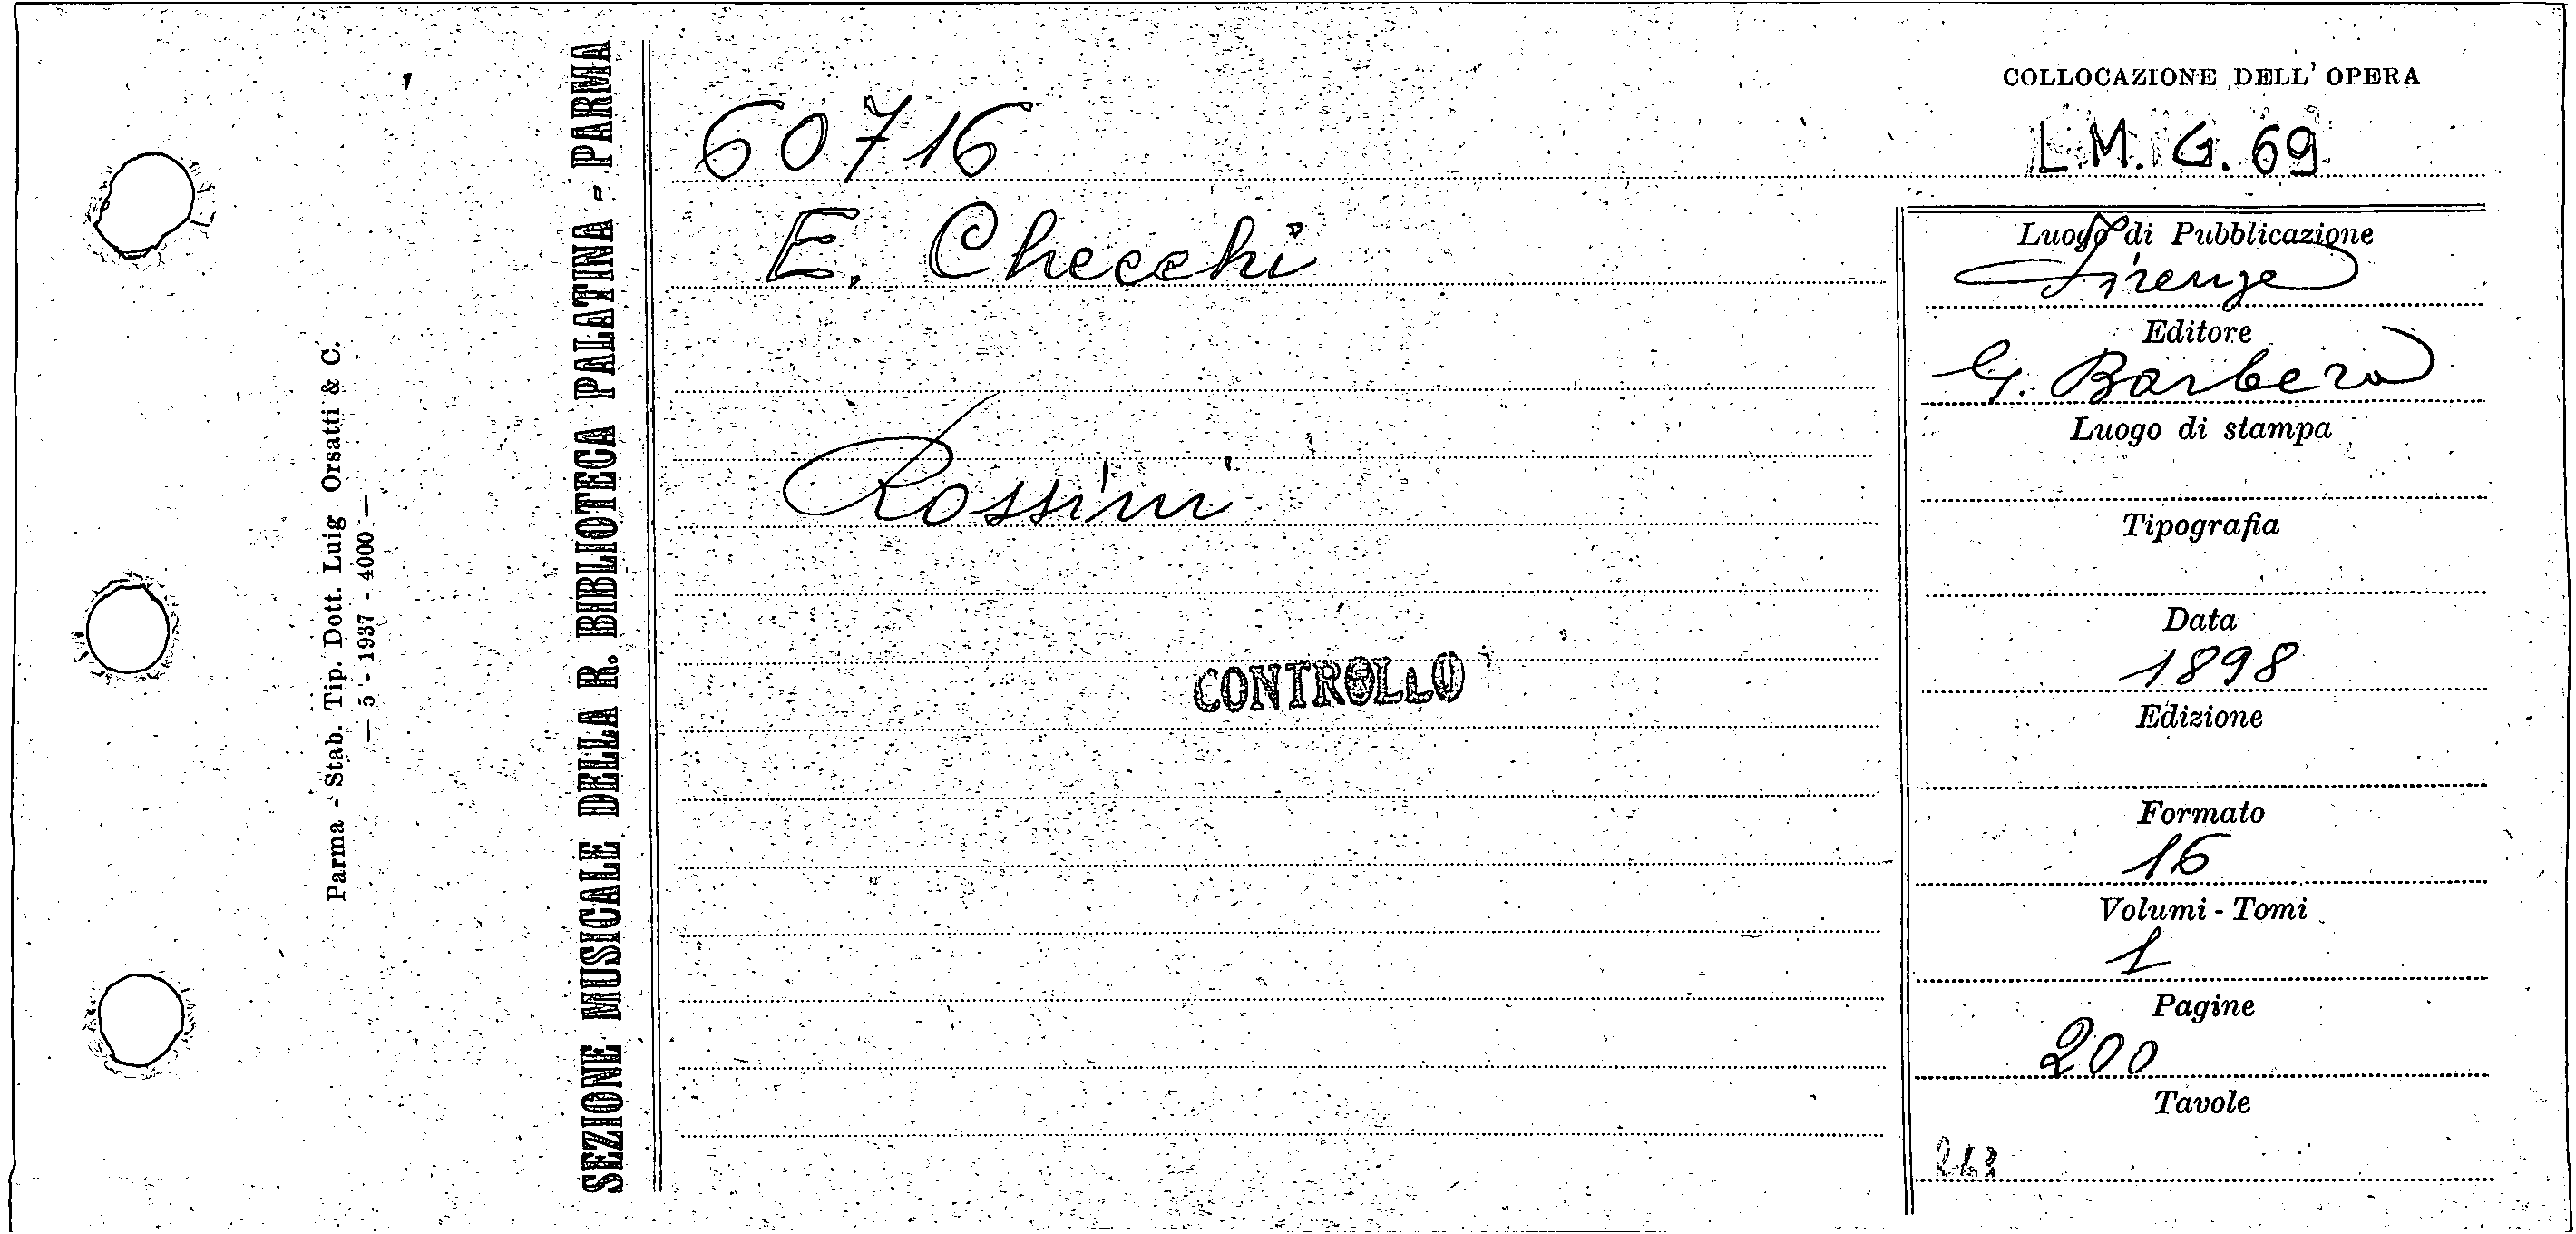 Parma - Stab. Tip. Dott. Luig Orsatti & C.
— 5 - 1937 - 4000 —
SEZIONE MUSICALE DELLA R. BIBLIOTECA PALATINA - PARMA
60716
E. Checchi
Rossini
CONTROLLO
COLLOCAZIONE DELL' OPERA
L.M. G. 69
Luogo di Pubblicazione
Firenze
Editore
G. Barbera
Luogo di stampa
Tipografia
Data
1898
Edizione
Formato
16
Volumi - Tomi
1
Pagine
200
Tavole